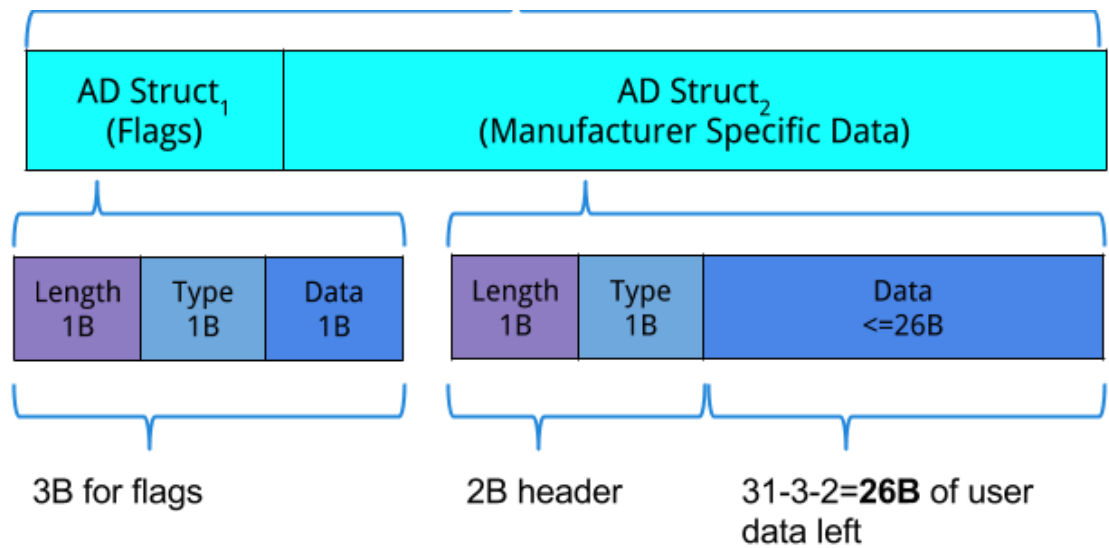 AD Struct1
(Flags)
AD Struct2
(Manufacturer Specific Data)
Length
1B
Type
1B
Data
1B
Length
1B
Type
1B
Data
<=26B
3B for flags
2B header
31-3-2=26B of user
data left